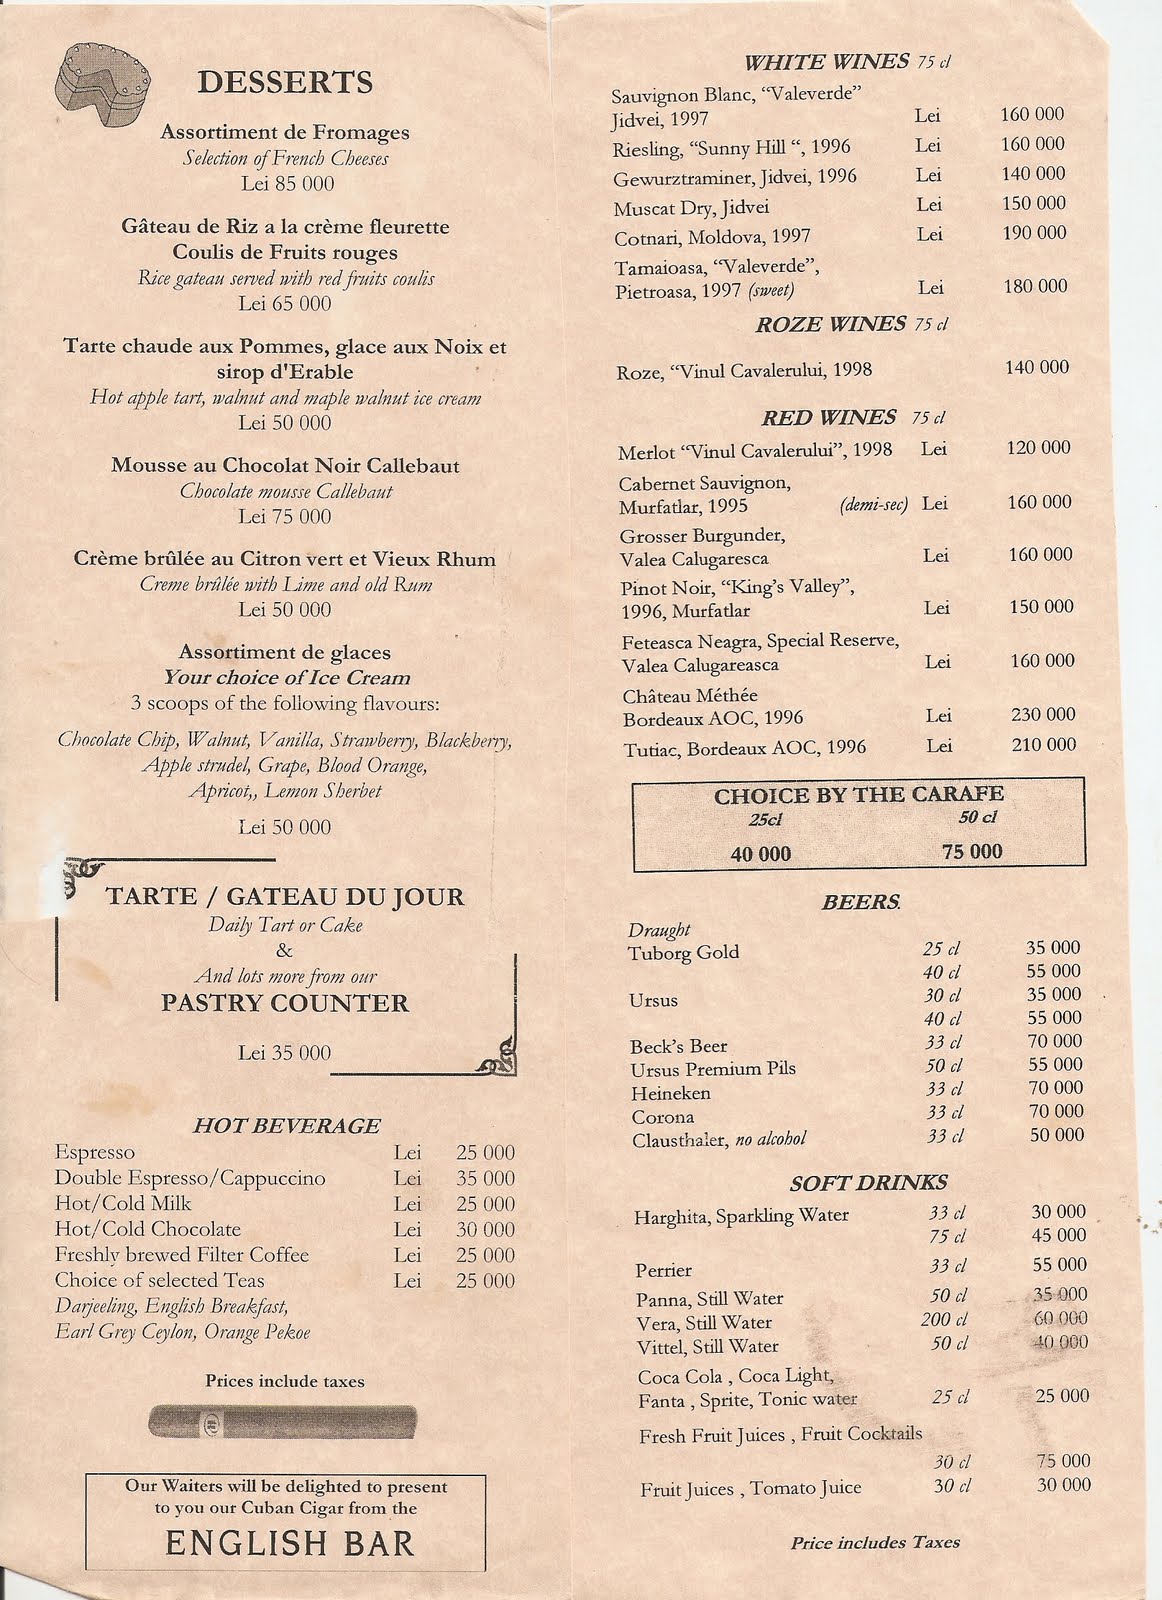 DESSERTS
Assortiment de Fromages
Selection of French Cheeses
Lei 85 000
Gâteau de Riz a la crème fleurette
Coulis de Fruits rouges
Rice gateau served with red fruits coulis
Lei 65 000
Tarte chaude aux Pommes, glace aux Noix et
sirop d'Erable
Hot apple tart, walnut and maple walnut ice cream
Lei 50 000
Mousse au Chocolat Noir Callebaut
Chocolate mousse Callebaut
Lei 75 000
Crème brûlée au Citron vert et Vieux Rhum
Creme brûlée with Lime and old Rum
Lei 50 000
Assortiment de glaces
Your choice of Ice Cream
3 scoops of the following flavours:
Chocolate Chip, Walnut, Vanilla, Strawberry, Blackberry,
Apple strudel, Grape, Blood Orange,
Apricot,, Lemon Sherbet
Lei 50 000
TARTE / GATEAU DU JOUR
Daily Tart or Cake
&
And lots more from our
PASTRY COUNTER
Lei 35 000
HOT BEVERAGE
Espresso Lei 25 000
Double Espresso/Cappuccino Lei 35 000
Hot/Cold Milk Lei 25 000
Hot/Cold Chocolate Lei 30 000
Freshly brewed Filter Coffee Lei 25 000
Choice of selected Teas Lei 25 000
Darjeeling, English Breakfast,
Earl Grey Ceylon, Orange Pekoe
Prices include taxes
Our Waiters will be delighted to present
to you our Cuban Cigar from the
ENGLISH BAR
WHITE WINES 75 cl
Sauvignon Blanc, “Valeverde”
Jidvei, 1997 Lei 160 000
Riesling, “Sunny Hill “, 1996 Lei 160 000
Gewurztraminer, Jidvei, 1996 Lei 140 000
Muscat Dry, Jidvei Lei 150 000
Cotnari, Moldova, 1997 Lei 190 000
Tamaioasa, “Valeverde”,
Pietroasa, 1997 (sweet) Lei 180 000
ROZE WINES 75 cl
Roze, “Vinul Cavalerului, 1998 140 000
RED WINES 75 cl
Merlot “Vinul Cavalerului”, 1998 Lei 120 000
Cabernet Sauvignon,
Murfatlar, 1995 (demi-sec) Lei 160 000
Grosser Burgunder,
Valea Calugaresca Lei 160 000
Pinot Noir, “King's Valley”,
1996, Murfatlar Lei 150 000
Feteasca Neagra, Special Reserve,
Valea Calugareasca Lei 160 000
Château Méthée
Bordeaux AOC, 1996 Lei 230 000
Tutiac, Bordeaux AOC, 1996 Lei 210 000
CHOICE BY THE CARAFE
25cl 50 cl
40 000 75 000
BEERS.
Draught
Tuborg Gold 25 cl 35 000
40 cl 55 000
Ursus 30 cl 35 000
40 cl 55 000
Beck's Beer 33 cl 70 000
Ursus Premium Pils 50 cl 55 000
Heineken 33 cl 70 000
Corona 33 cl 70 000
Clausthaler, no alcohol 33 cl 50 000
SOFT DRINKS
Harghita, Sparkling Water 33 cl 30 000
75 cl 45 000
Perrier 33 cl 55 000
Panna, Still Water 50 cl 35 000
Vera, Still Water 200 cl 60 000
Vittel, Still Water 50 cl 40 000
Coca Cola , Coca Light,
Fanta , Sprite, Tonic water 25 cl 25 000
Fresh Fruit Juices , Fruit Cocktails
30 cl 75 000
Fruit Juices , Tomato Juice 30 cl 30 000
Price includes Taxes